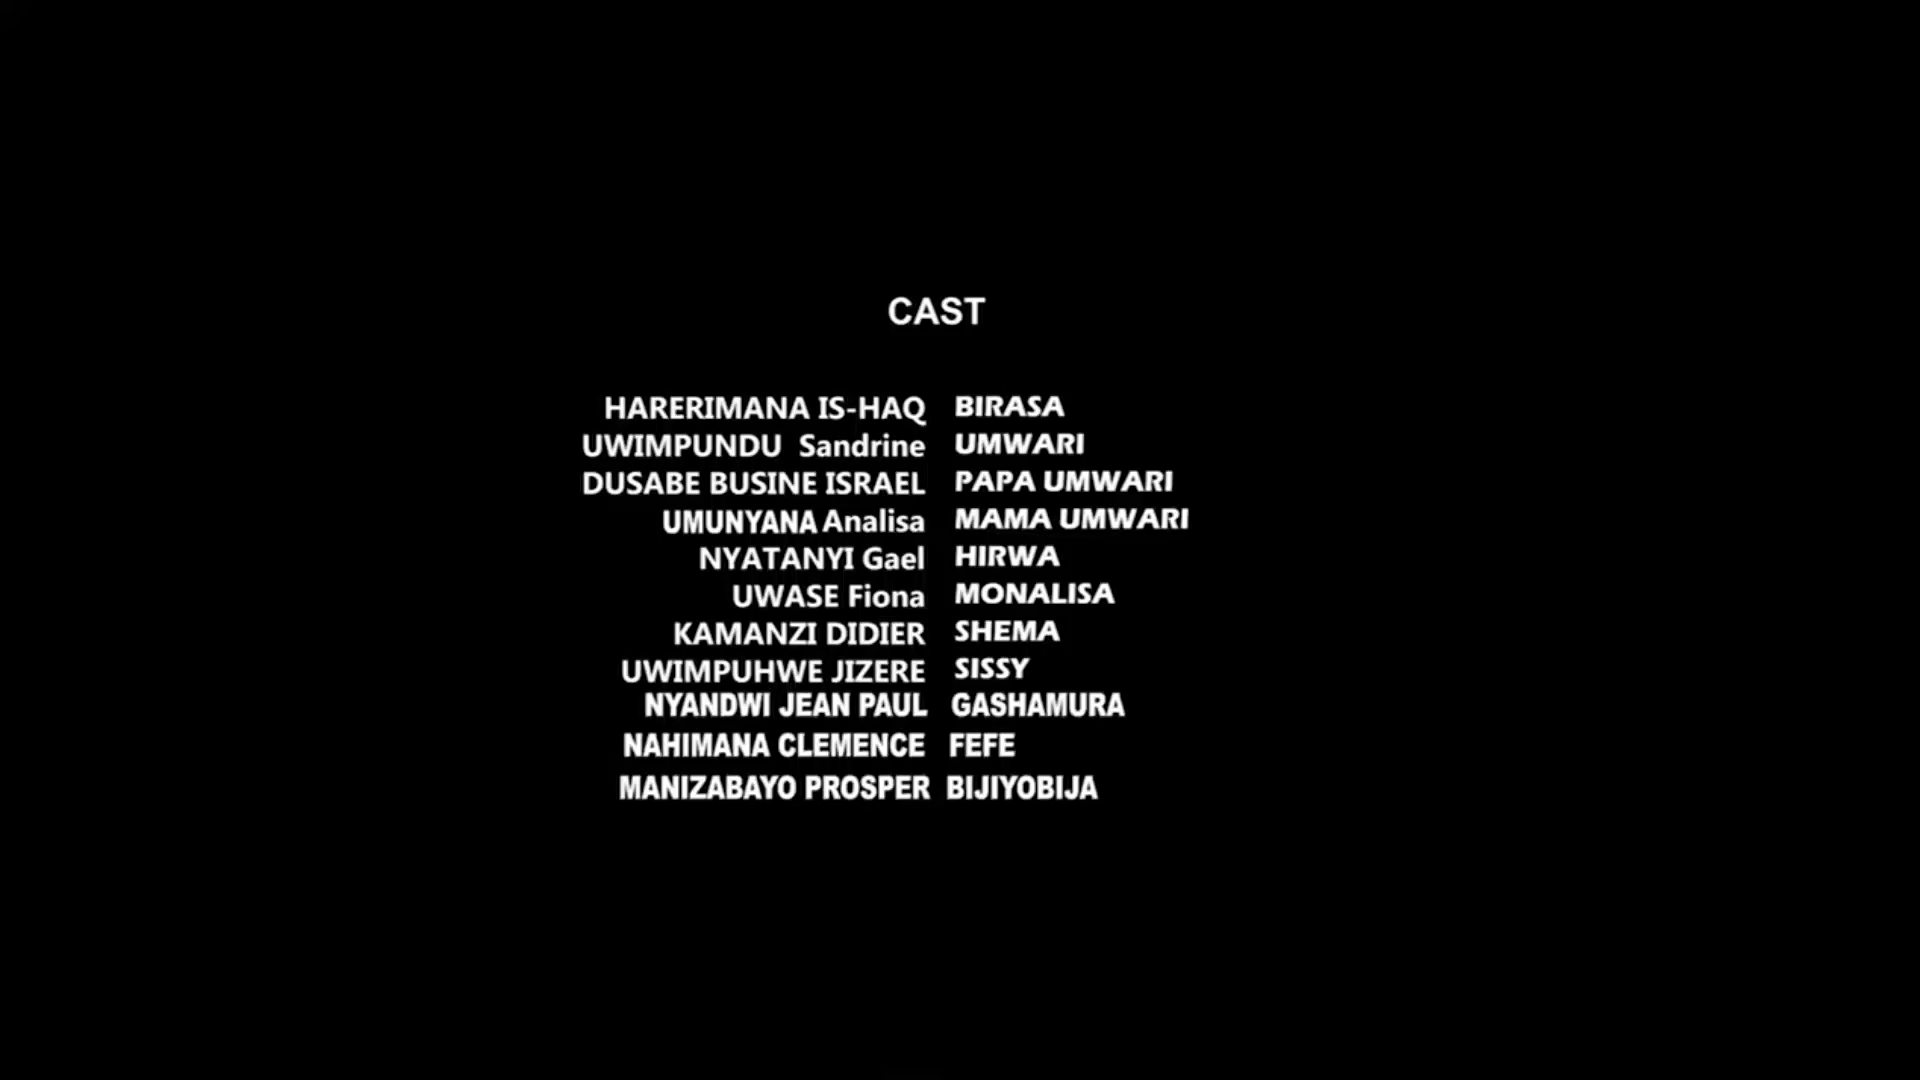 CAST
HARERIMANA IS-HAQ BIRASA
UWIMPUNDU Sandrine UMWARI
DUSABE BUSINE ISRAEL PAPA UMWARI
UMUNYANA Analisa MAMA UMWARI
NYATANYI Gael HIRWA
UWASE Fiona MONALISA
KAMANZI DIDIER SHEMA
UWIMPUHWE JIZERE SISSY
NYANDWI JEAN PAUL GASHAMURA
NAHIMANA CLEMENCE FEFE
MANIZABAYO PROSPER BIJIYOBIJA